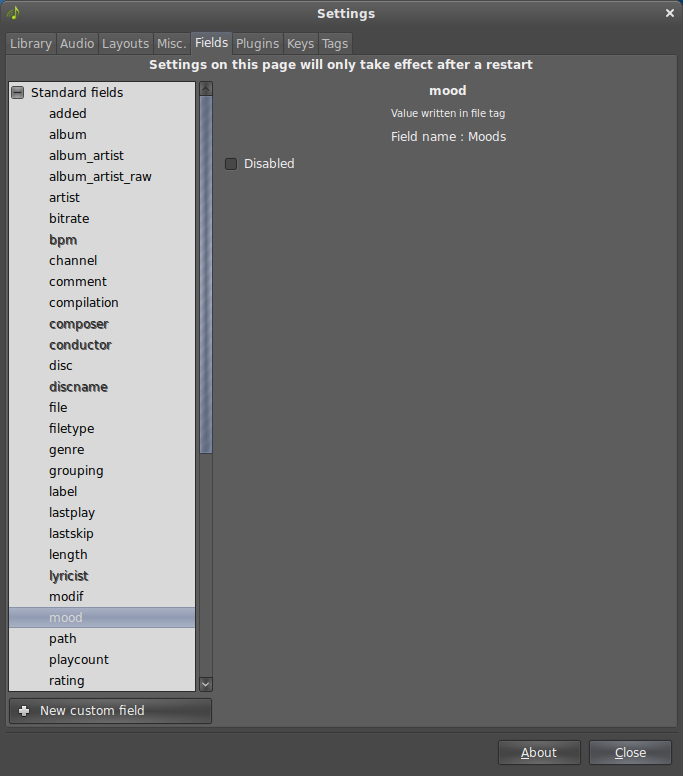 Settings
Library Audio Layouts Misc. Fields Plugins Keys Tags
Settings on this page will only take effect after a restart
Standard fields
added
album
album_artist
album_artist_raw
artist
bitrate
bpm
channel
comment
compilation
composer
conductor
disc
discname
file
filetype
genre
grouping
label
lastplay
lastskip
length
lyricist
modif
mood
path
playcount
rating
New custom field
mood
Value written in file tag
Field name : Moods
Disabled
About Close